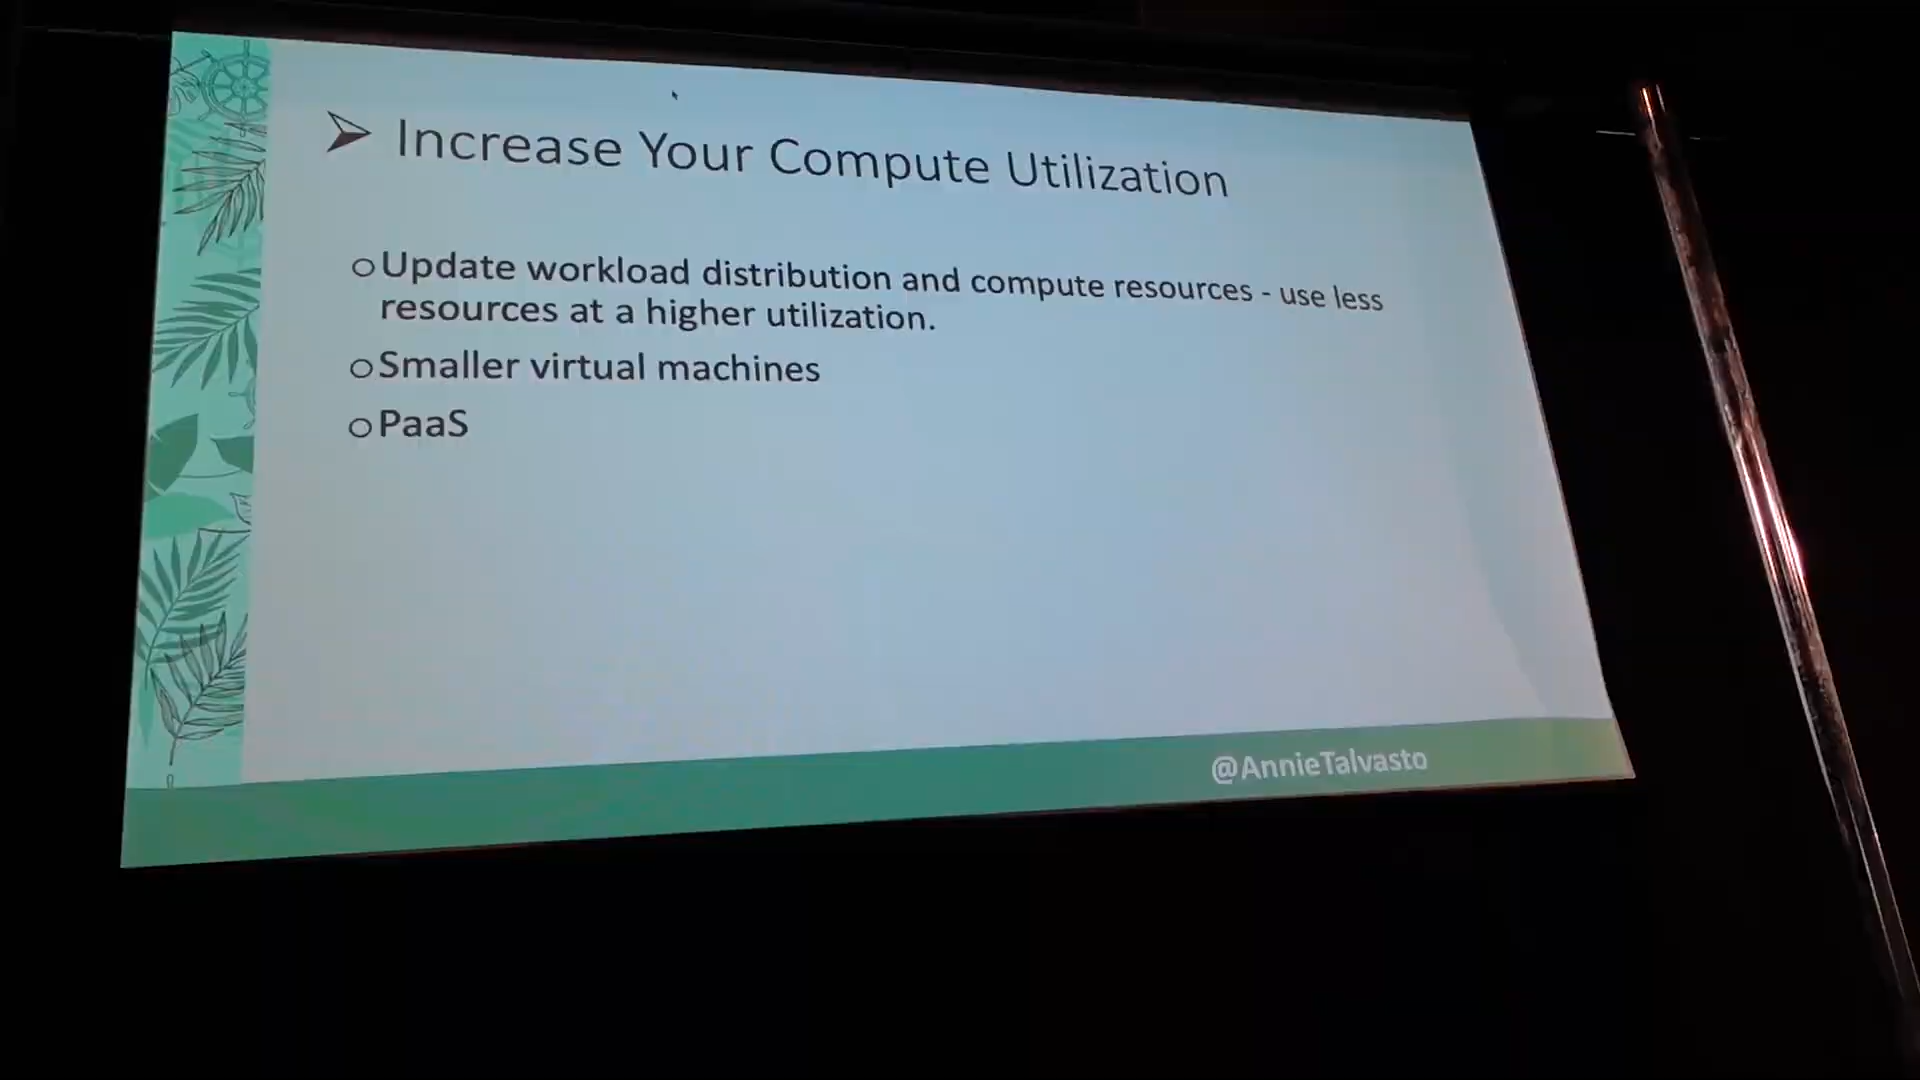 Increase Your Compute Utilization
Update workload distribution and compute resources - use less
resources at a higher utilization.
Smaller virtual machines
PaaS
@AnnieTalvasto